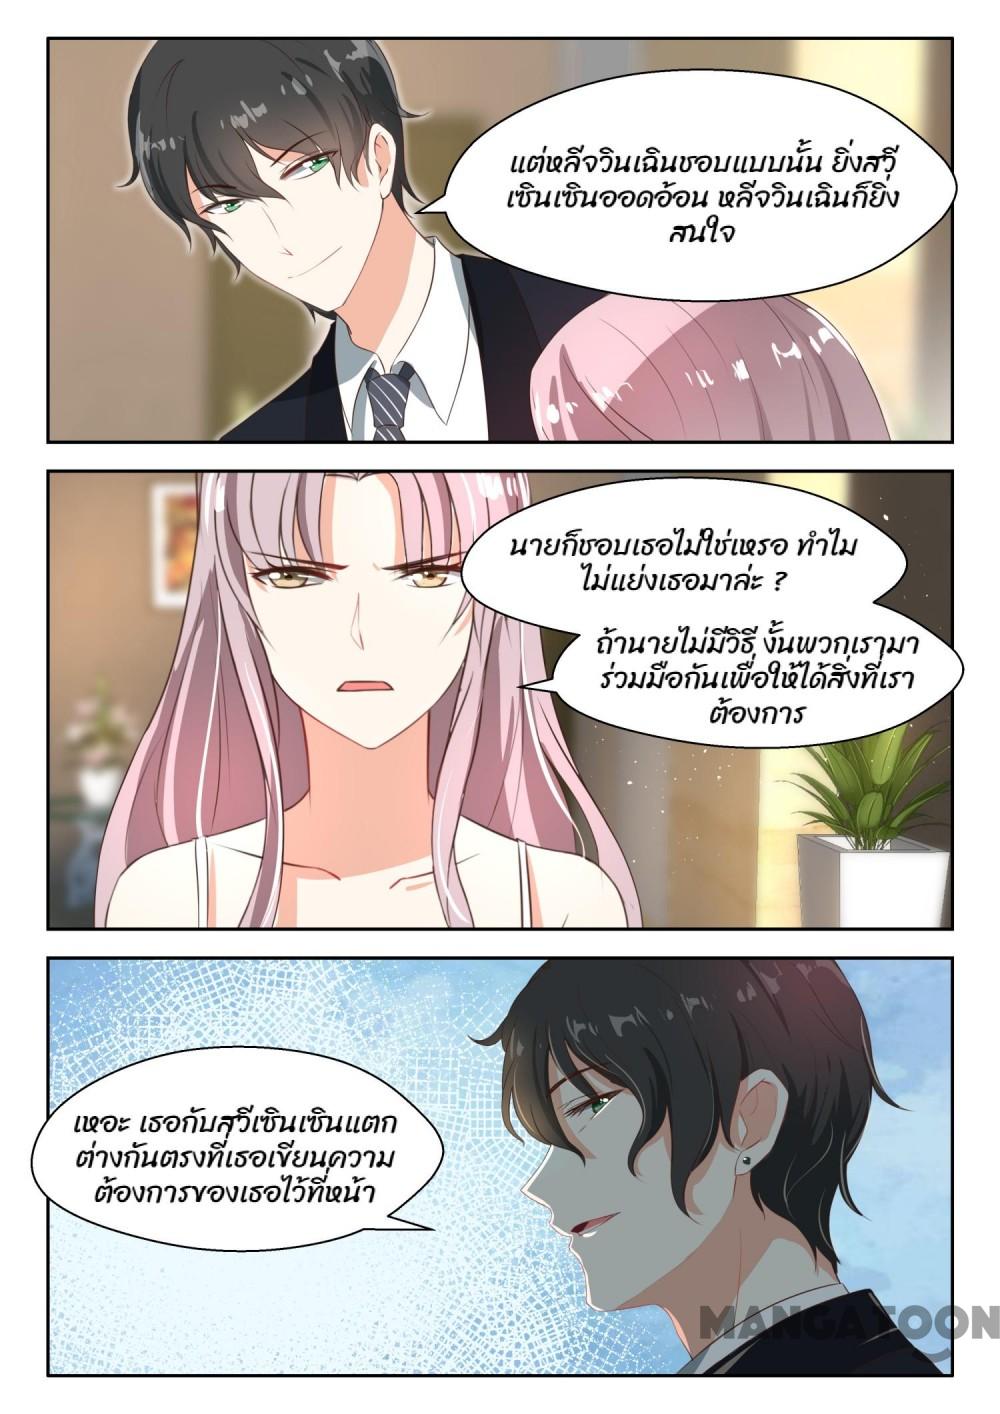 แต่หลีจวินเฉินชอบแบบนั้น ยิ่งสวี
เซินเซินออดอ้อน หลีจวินเฉินก็ยิ่ง
สนใจ
นายก็ชอบเธอไม่ใช่เหรอ ทำไม
ไม่แย่งเธอมาล่ะ ?
ถ้านายไม่มีวิธี งั้นพวกเรามา
ร่วมมือกันเพื่อให้ได้สิ่งที่เรา
ต้องการ
เหอะ เธอกับสวีเซินเซินแตก
ต่างกันตรงที่เธอเขียนความ
ต้องการของเธอไว้ที่หน้า
MANGATOON